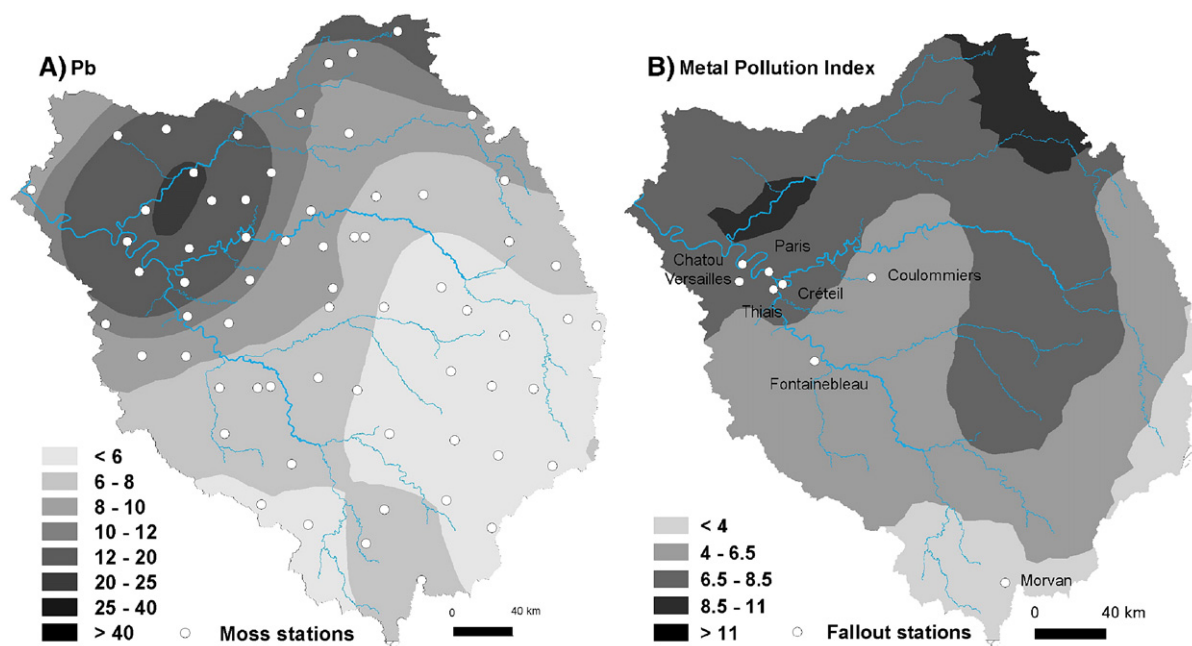 A) Pb
< 6
6 - 8
8 - 10
10 - 12
12 - 20
20 - 25
25 - 40
> 40
Moss stations
0 40 km
B) Metal Pollution Index
Paris
Chatou
Versailles
Coulommiers
Créteil
Thiais
Fontainebleau
Morvan
< 4
4 - 6.5
6.5 - 8.5
8.5 - 11
> 11
Fallout stations
0 40 km